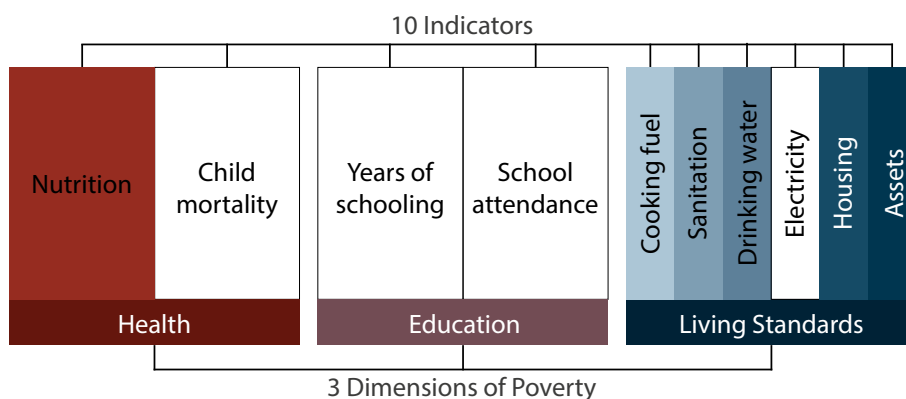 10 Indicators
Nutrition
Child
mortality
Years of
schooling
School
attendance
Cooking fuel
Sanitation
Drinking water
Electricity
Housing
Assets
Health
Education
Living Standards
3 Dimensions of Poverty